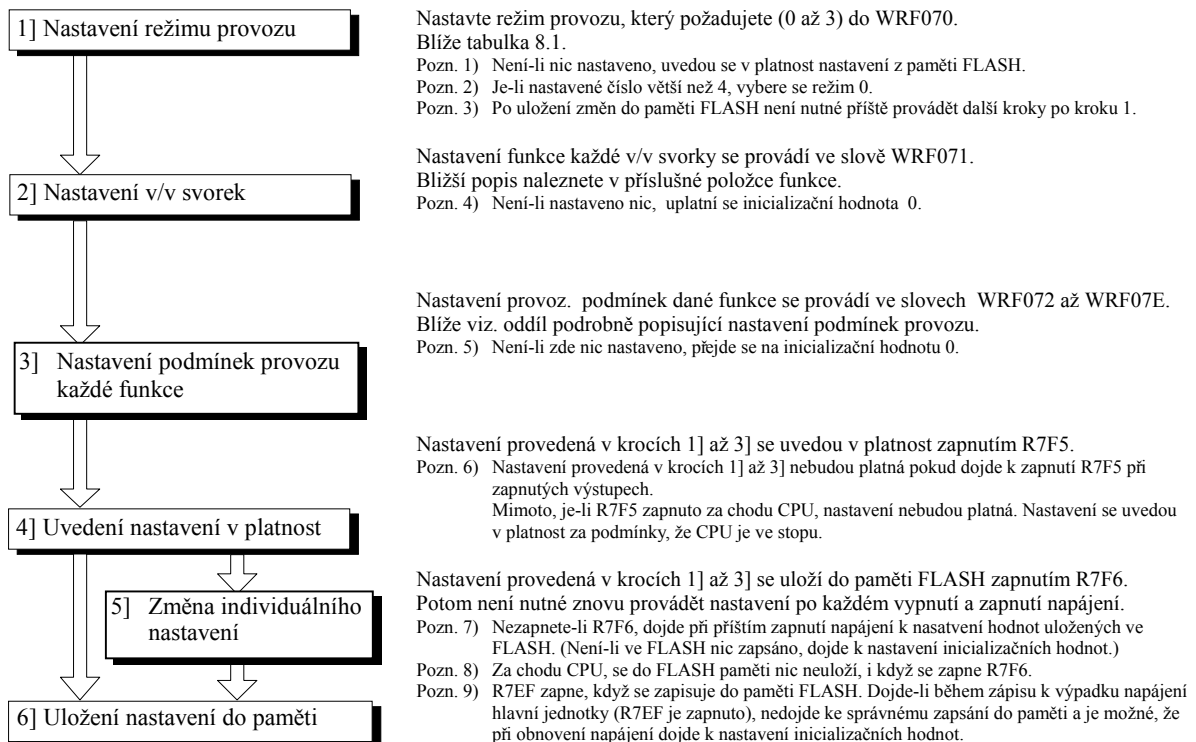 1] Nastavení režimu provozu
Nastavte režim provozu, který požadujete (0 až 3) do WRF070.
Blíže tabulka 8.1.
Pozn. 1) Není-li nic nastaveno, uvedou se v platnost nastavení z paměti FLASH.
Pozn. 2) Je-li nastavené číslo větší než 4, vybere se režim 0.
Pozn. 3) Po uložení změn do paměti FLASH není nutné příště provádět další kroky po kroku 1.
2] Nastavení v/v svorek
Nastavení funkce každé v/v svorky se provádí ve slově WRF071.
Bližší popis naleznete v příslušné položce funkce.
Pozn. 4) Není-li nastaveno nic, uplatní se inicializační hodnota 0.
3] Nastavení podmínek provozu
každé funkce
Nastavení provoz. podmínek dané funkce se provádí ve slovech WRF072 až WRF07E.
Blíže viz. oddíl podrobně popisující nastavení podmínek provozu.
Pozn. 5) Není-li zde nic nastaveno, přejde se na inicializační hodnotu 0.
4] Uvedení nastavení v platnost
Nastavení provedená v krocích 1] až 3] se uvedou v platnost zapnutím R7F5.
Pozn. 6) Nastavení provedená v krocích 1] až 3] nebudou platná pokud dojde k zapnutí R7F5 při
zapnutých výstupech.
Mimoto, je-li R7F5 zapnuto za chodu CPU, nastavení nebudou platná. Nastavení se uvedou
v platnost za podmínky, že CPU je ve stopu.
5] Změna individuálního
nastavení
6] Uložení nastavení do paměti
Nastavení provedená v krocích 1] až 3] se uloží do paměti FLASH zapnutím R7F6.
Potom není nutné znovu provádět nastavení po každém vypnutí a zapnutí napájení.
Pozn. 7) Nezapnete-li R7F6, dojde při příštím zapnutí napájení k nasatvení hodnot uložených ve
FLASH. (Není-li ve FLASH nic zapsáno, dojde k nastavení inicializačních hodnot.)
Pozn. 8) Za chodu CPU, se do FLASH paměti nic neuloží, i když se zapne R7F6.
Pozn. 9) R7EF zapne, když se zapisuje do paměti FLASH. Dojde-li během zápisu k výpadku napájení
hlavní jednotky (R7EF je zapnuto), nedojde ke správnému zapsání do paměti a je možné, že
při obnovení napájení dojde k nastavení inicializačních hodnot.